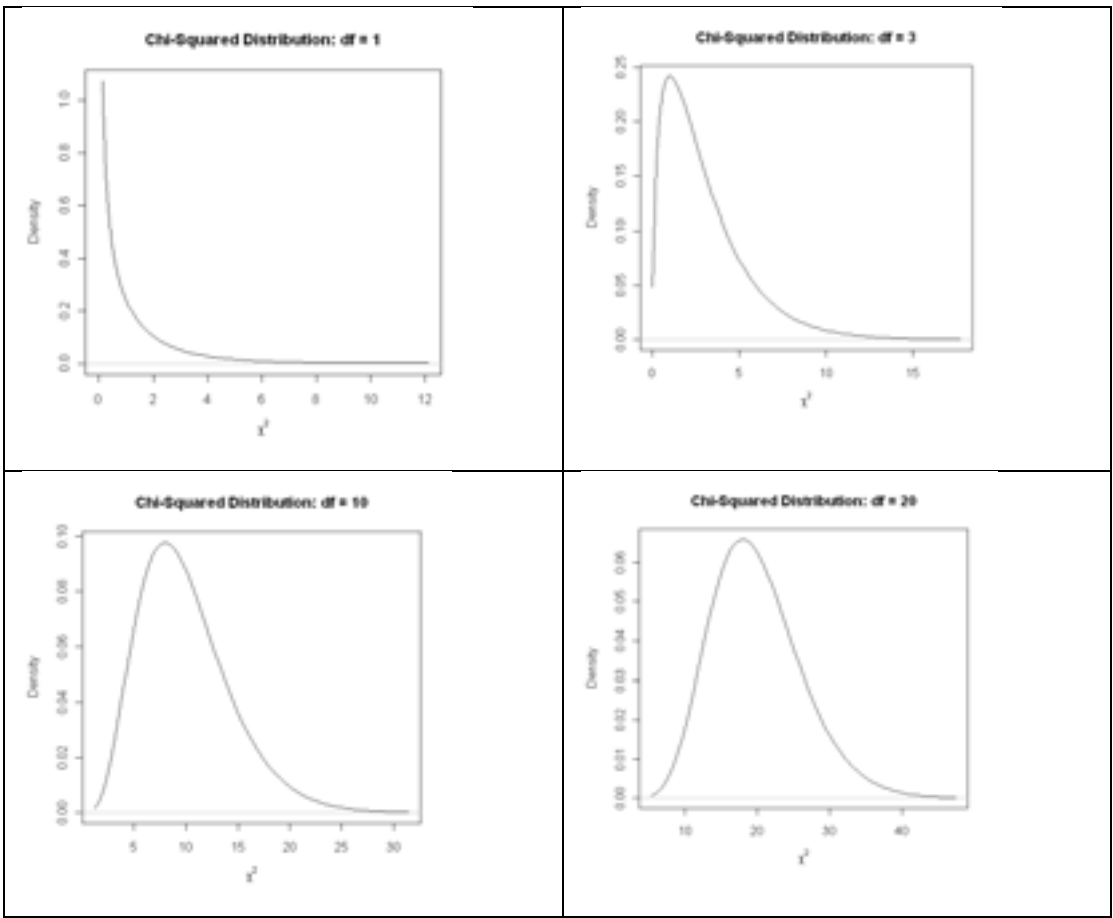 Chi-Squared Distribution: df = 1
Density
0.0 0.2 0.4 0.6 0.8 1.0
0 2 4 6 8 10 12
χ²
Chi-Squared Distribution: df = 3
Density
0.00 0.05 0.10 0.15 0.20 0.25
0 5 10 15
χ²
Chi-Squared Distribution: df = 10
Density
0.00 0.02 0.04 0.06 0.08 0.10
5 10 15 20 25 30
χ²
Chi-Squared Distribution: df = 20
Density
0.00 0.01 0.02 0.03 0.04 0.05 0.06
10 20 30 40
χ²